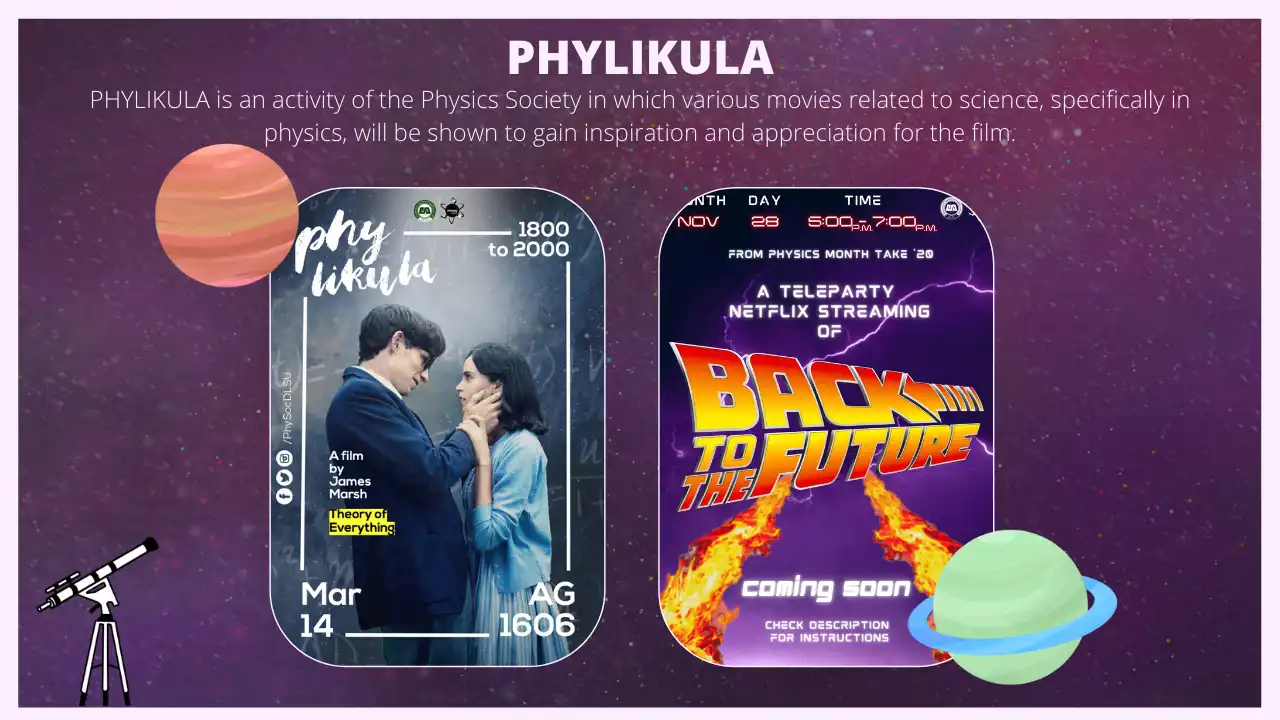 PHYLIKULA
PHYLIKULA is an activity of the Physics Society in which various movies related to science, specifically in
physics, will be shown to gain inspiration and appreciation for the film.
phy
likula
1800
to 2000
/PhySocDLSU
A film
by
James
Marsh
Theory of
Everything
Mar
14
AG
1606
NTH DAY TIME
NOV 28 5:00P.M.-7:00P.M.
FROM PHYSICS MONTH TAKE '20
A TELEPARTY
NETFLIX STREAMING
OF
BACK
TO
THE FUTURE
coming soon
CHECK DESCRIPTION
FOR INSTRUCTIONS